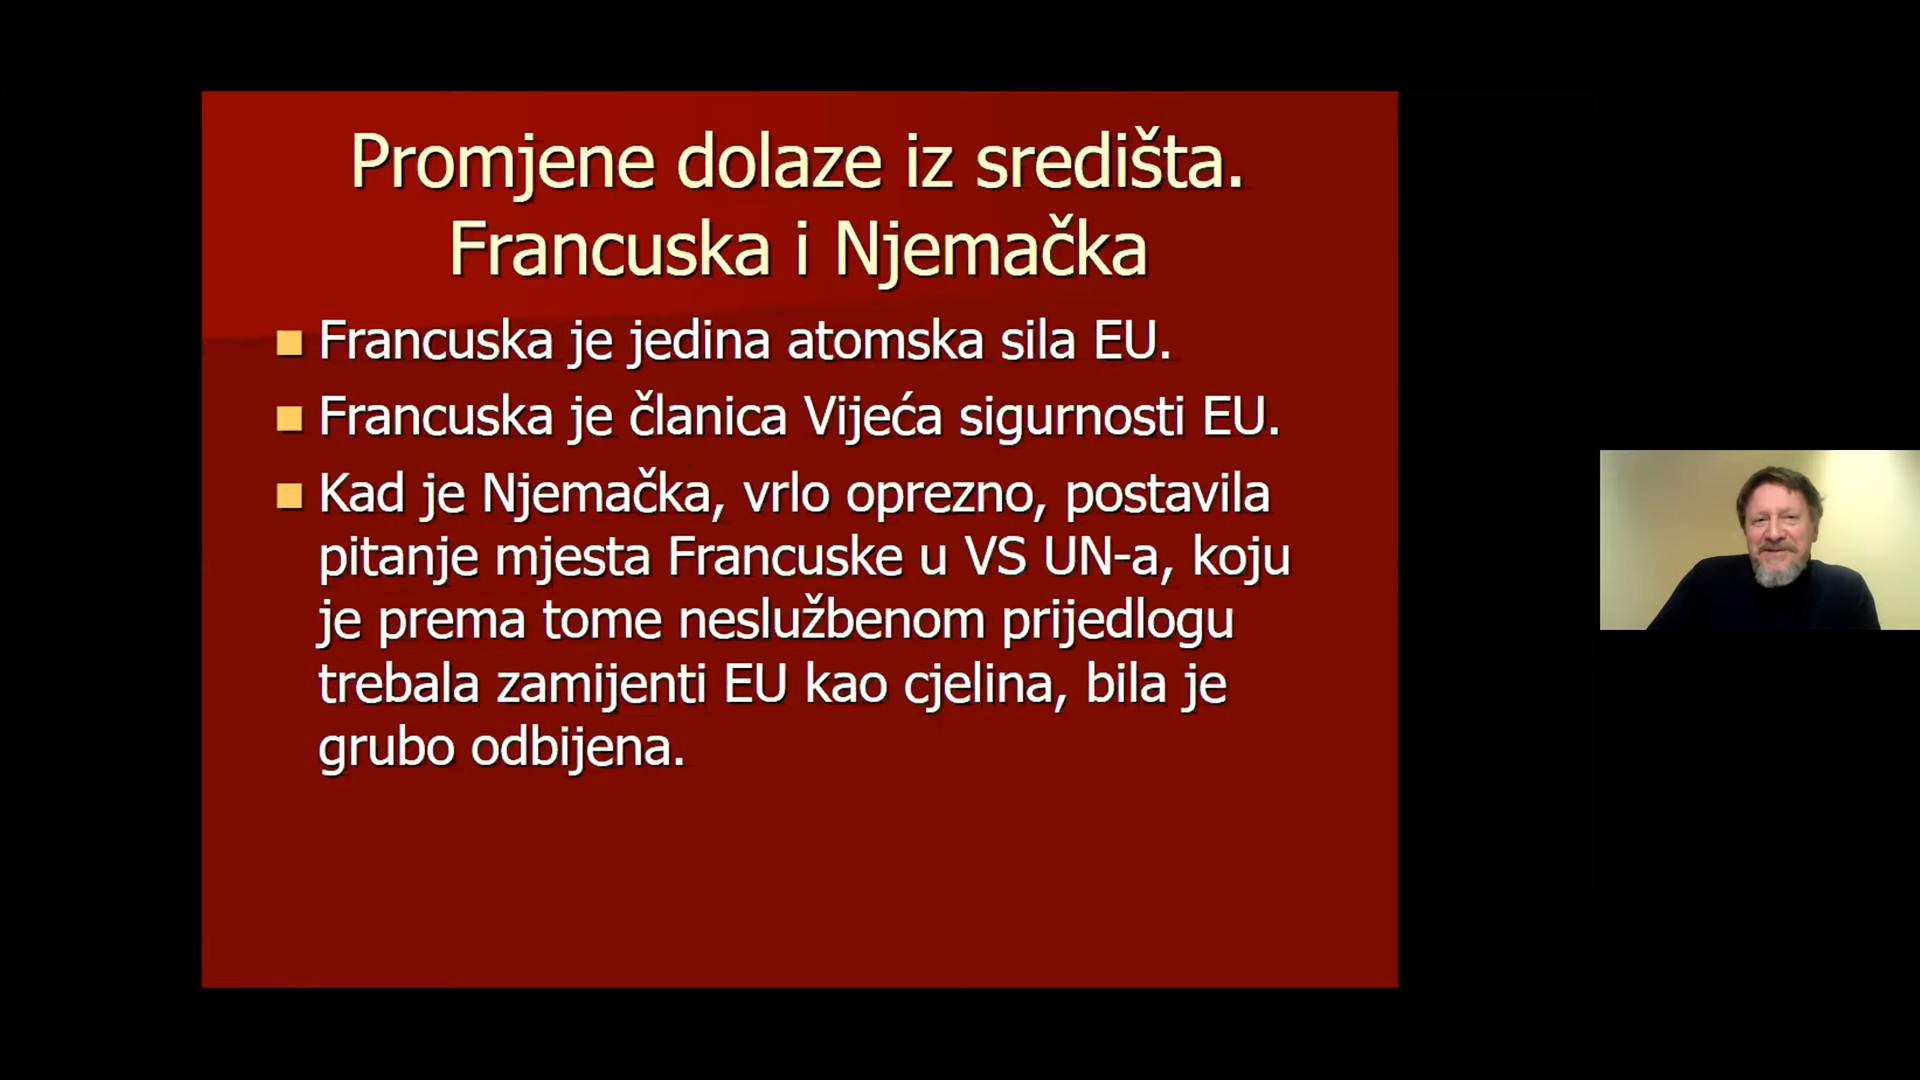 Promjene dolaze iz središta.
Francuska i Njemačka
Francuska je jedina atomska sila EU.
Francuska je članica Vijeća sigurnosti EU.
Kad je Njemačka, vrlo oprezno, postavila
pitanje mjesta Francuske u VS UN-a, koju
je prema tome neslužbenom prijedlogu
trebala zamijenti EU kao cjelina, bila je
grubo odbijena.